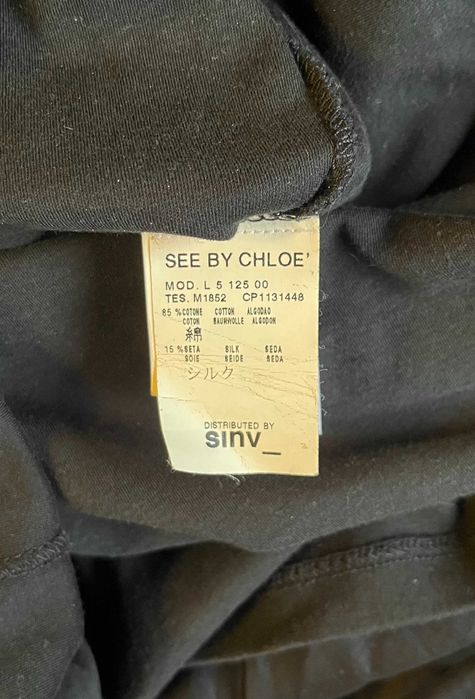 SEE BY CHLOE'
MOD. L 5 125 00
TES. M1852 CP1131448
85 % COTONE COTTON ALGODAO
COTON BAUMWOLLE ALGODON
綿
15 % SETA SILK SEDA
SOIE SEIDE SEDA
シルク
DISTRIBUTED BY
sinv_